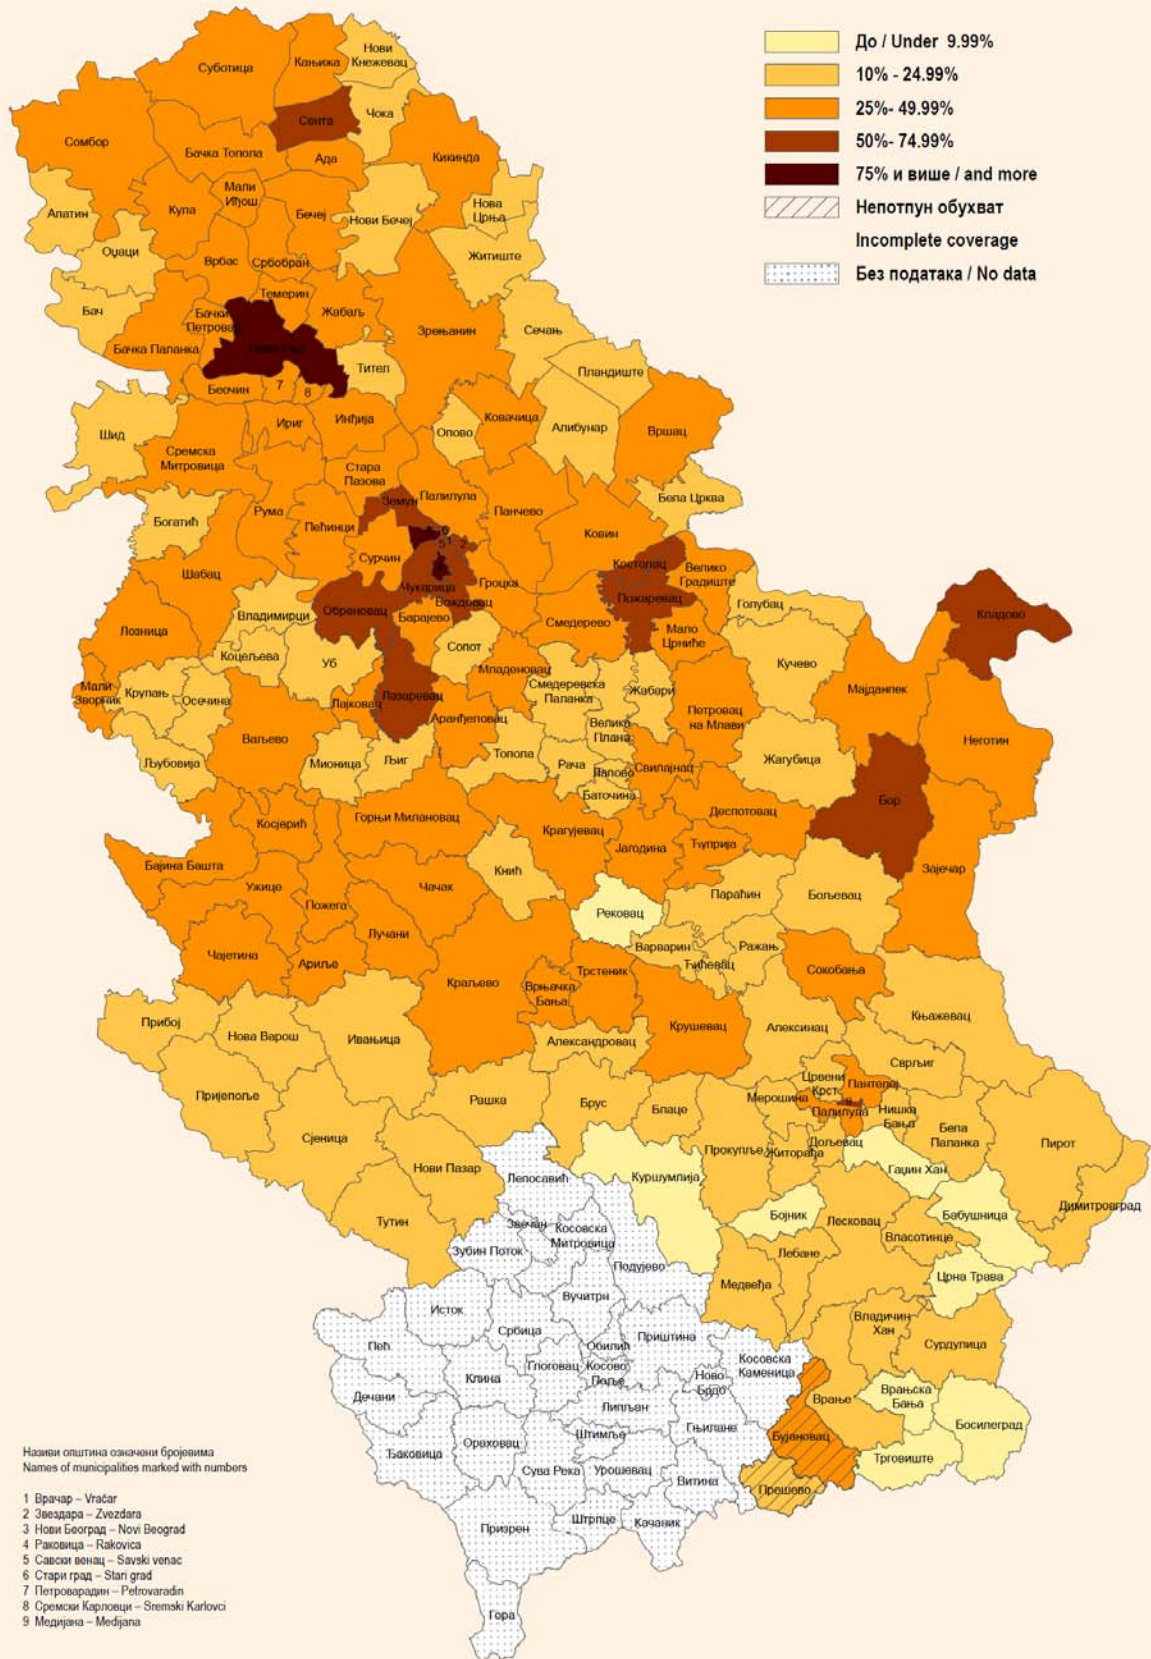 До / Under 9.99%
10% - 24.99%
25%- 49.99%
50%- 74.99%
75% и више / and more
Непотпун обухват
Incomplete coverage
Без података / No data
Нови
Кнежевац
Кањижа
Суботица
Сента
Чока
Сомбор
Бачка Топола
Ада
Кикинда
Мали
Иђош
Апатин
Кула
Бечеј
Нови Бечеј
Нова
Црња
Оџаци
Врбас
Србобран
Житиште
Темерин
Бач
Бачки
Петровац
Жабаљ
Зрењанин
Сечањ
Бачка Паланка
Нови Сад
Тител
Пландиште
Беочин
7
8
Шид
Ириг
Инђија
Опово
Ковачица
Алибунар
Вршац
Сремска
Митровица
Стара
Пазова
Богатић
Рума
Пећинци
Земун
Палилула
Панчево
Бела Црква
Ковин
Сурчин
6
5
1
2
Шабац
Чукарица
Гроцка
Костолац
Велико
Градиште
Владимирци
Обреновац
Вождовац
Барајево
Смедерево
Пожаревац
Голубац
Кладово
Лозница
Коцељева
Уб
Сопот
Мало
Црниће
Кучево
Мали
Зворник
Крупањ
Осечина
Лајковац
Лазаревац
Младеновац
Смедеревска
Паланка
Жабари
Петровац
на Млави
Мајданпек
Аранђеловац
Велика
Плана
Неготин
Ваљево
Љубовија
Мионица
Љиг
Топола
Рача
Лапово
Свилајнац
Жагубица
Баточина
Бор
Косјерић
Горњи Милановац
Крагујевац
Деспотовац
Јагодина
Ћуприја
Бајина Башта
Кнић
Зајечар
Ужице
Чачак
Параћин
Бољевац
Пожега
Рековац
Лучани
Варварин
Ражањ
Чајетина
Ариље
Ћићевац
Сокобања
Краљево
Врњачка
Бања
Трстеник
Крушевац
Прибој
Нова Варош
Ивањица
Александровац
Алексинац
Књажевац
Сврљиг
Црвени
Крст
Пантелеј
Пријепоље
Рашка
Брус
Блаце
Мерошина
Палилула
Нишка
Бања
Бела
Паланка
Сјеница
Пирот
Нови Пазар
Прокупље
Житорађа
Дољевац
Гаџин Хан
Лепосавић
Куршумлија
Димитровград
Тутин
Звечан
Косовска
Митровица
Бојник
Лесковац
Бабушница
Зубин Поток
Власотинце
Подујево
Лебане
Црна Трава
Медвеђа
Исток
Вучитрн
Србица
Владичин
Хан
Пећ
Обилић
Приштина
Сурдулица
Клина
Глоговац
Косово
Поље
Косовска
Каменица
Ново
Брдо
Дечани
Врање
Врањска
Бања
Липљан
Босилеград
Ђаковица
Ораховац
Штимље
Гњилане
Бујановац
Сува Река
Урошевац
Витина
Трговиште
Прешево
Призрен
Штрпце
Качаник
Гора
Називи општина означени бројевима
Names of municipalities marked with numbers
1 Врачар – Vračar
2 Звездара – Zvezdara
3 Нови Београд – Novi Beograd
4 Раковица – Rakovica
5 Савски венац – Savski venac
6 Стари град – Stari grad
7 Петроварадин – Petrovaradin
8 Сремски Карловци – Sremski Karlovci
9 Медијана – Medijana